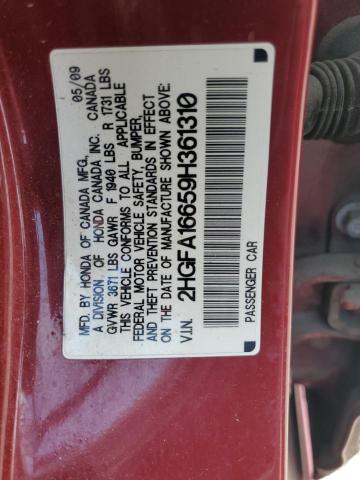 MFD. BY HONDA OF CANADA MFG. 05/09
A DIVISION OF HONDA CANADA INC. CANADA
GVWR 3671 LBS GAWR F 1940 LBS R 1731 LBS
THIS VEHICLE CONFORMS TO ALL APPLICABLE
FEDERAL MOTOR VEHICLE SAFETY, BUMPER,
AND THEFT PREVENTION STANDARDS IN EFFECT
ON THE DATE OF MANUFACTURE SHOWN ABOVE.
V.I.N. 2HGFA16659H361310
PASSENGER CAR